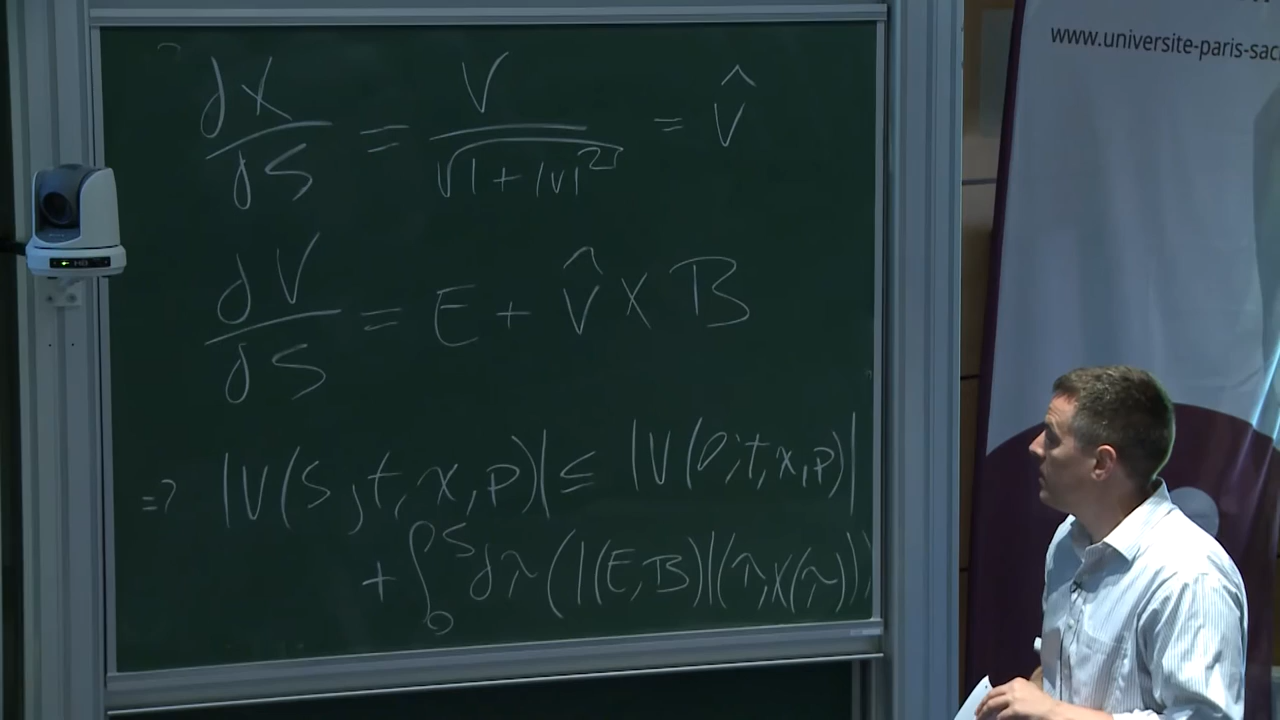 www.universite-paris-sac
dX/dS = V/√(1+|V|²) = V̂
dV/dS = E + V̂ × B
=> |V(S,t,x,p)| ≤ |V(0;t,x,p)|
+ ∫₀ˢ dτ(|(E,B)|(τ,X(τ)))